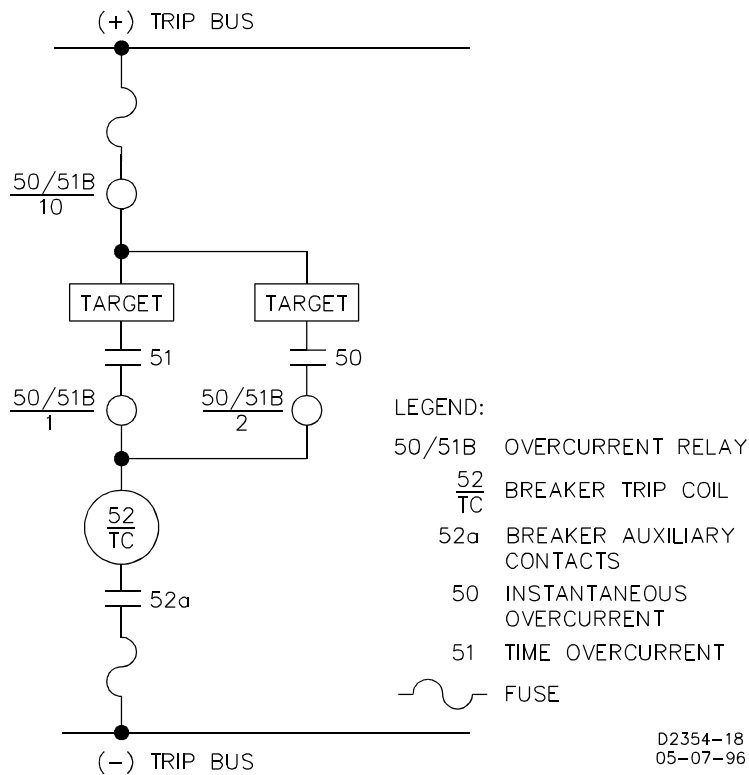 (+) TRIP BUS
50/51B
10
TARGET
TARGET
51
50
50/51B
1
50/51B
2
52
TC
52a
(-) TRIP BUS
LEGEND:
50/51B OVERCURRENT RELAY
52
TC
BREAKER TRIP COIL
52a BREAKER AUXILIARY
CONTACTS
50 INSTANTANEOUS
OVERCURRENT
51 TIME OVERCURRENT
FUSE
D2354-18
05-07-96